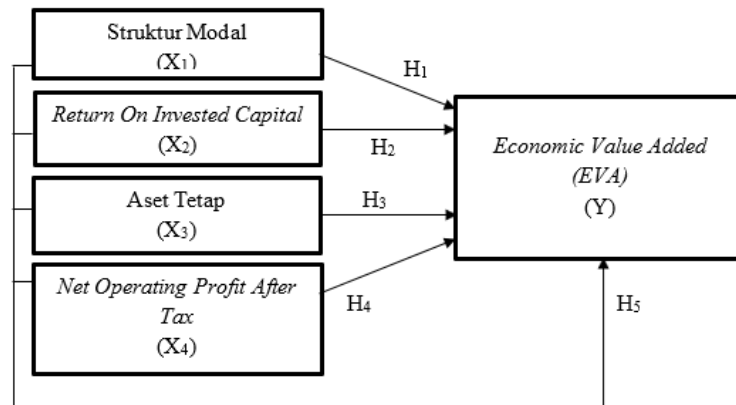 Struktur Modal
(X₁)
H₁
Return On Invested Capital
(X₂)
H₂
Economic Value Added
(EVA)
(Y)
Aset Tetap
(X₃)
H₃
Net Operating Profit After
Tax
(X₄)
H₄
H₅